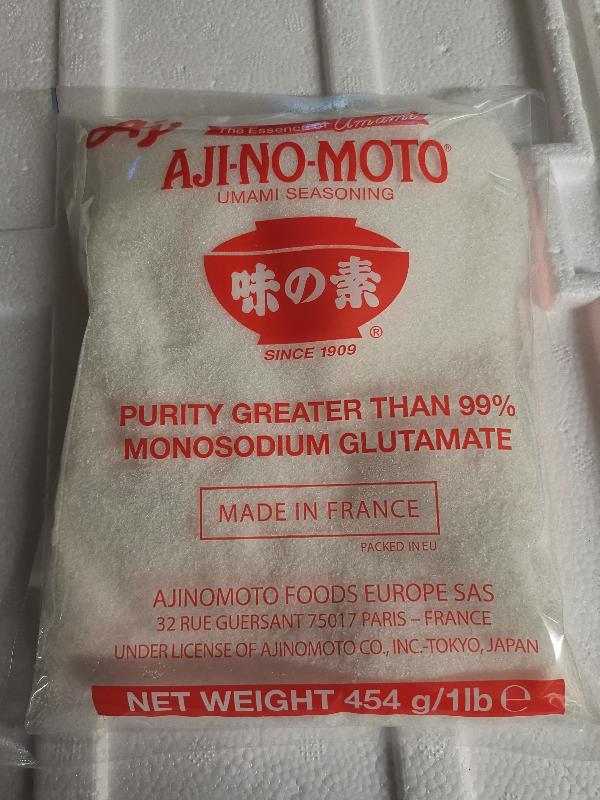 Aj
The Essence of Umami
AJI-NO-MOTO®
UMAMI SEASONING
味の素
®
SINCE 1909
PURITY GREATER THAN 99%
MONOSODIUM GLUTAMATE
MADE IN FRANCE
PACKED IN EU
AJINOMOTO FOODS EUROPE SAS
32 RUE GUERSANT 75017 PARIS – FRANCE
UNDER LICENSE OF AJINOMOTO CO., INC.-TOKYO, JAPAN
NET WEIGHT 454 g/1lb ℮